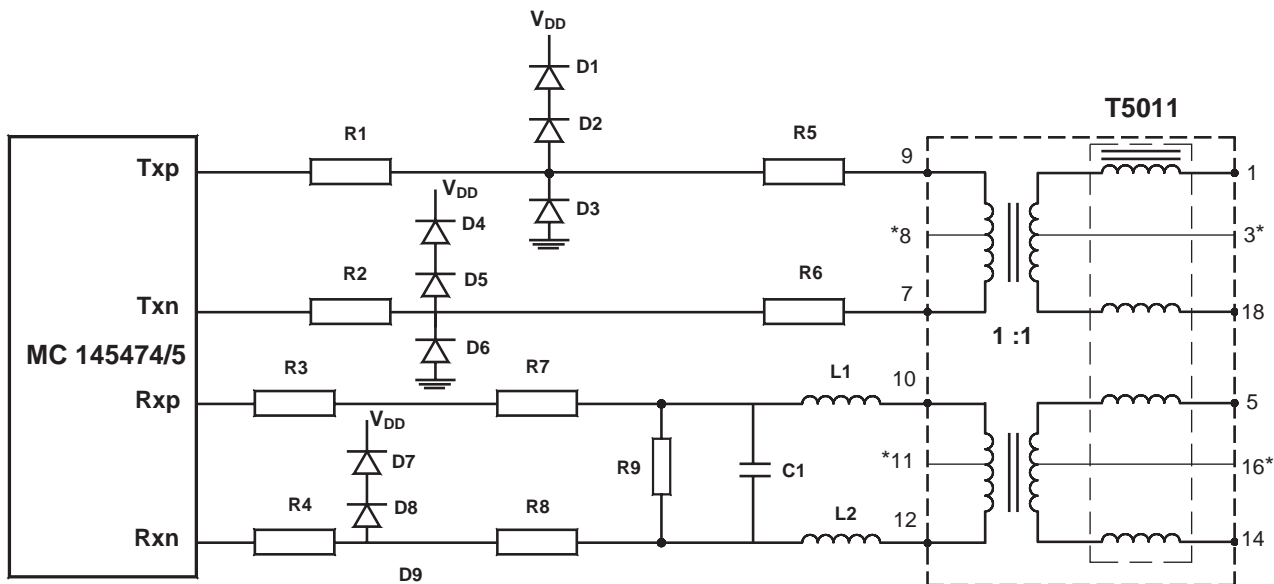 VDD
D1
T5011
D2
R1
R5
9
Txp
1
VDD
D3
D4
*8
3*
R2
D5
R6
Txn
7
18
1 :1
D6
MC 145474/5
R3
R7
L1
10
Rxp
5
VDD
D7
*11
16*
R9
C1
R4
D8
R8
L2
12
Rxn
14
D9